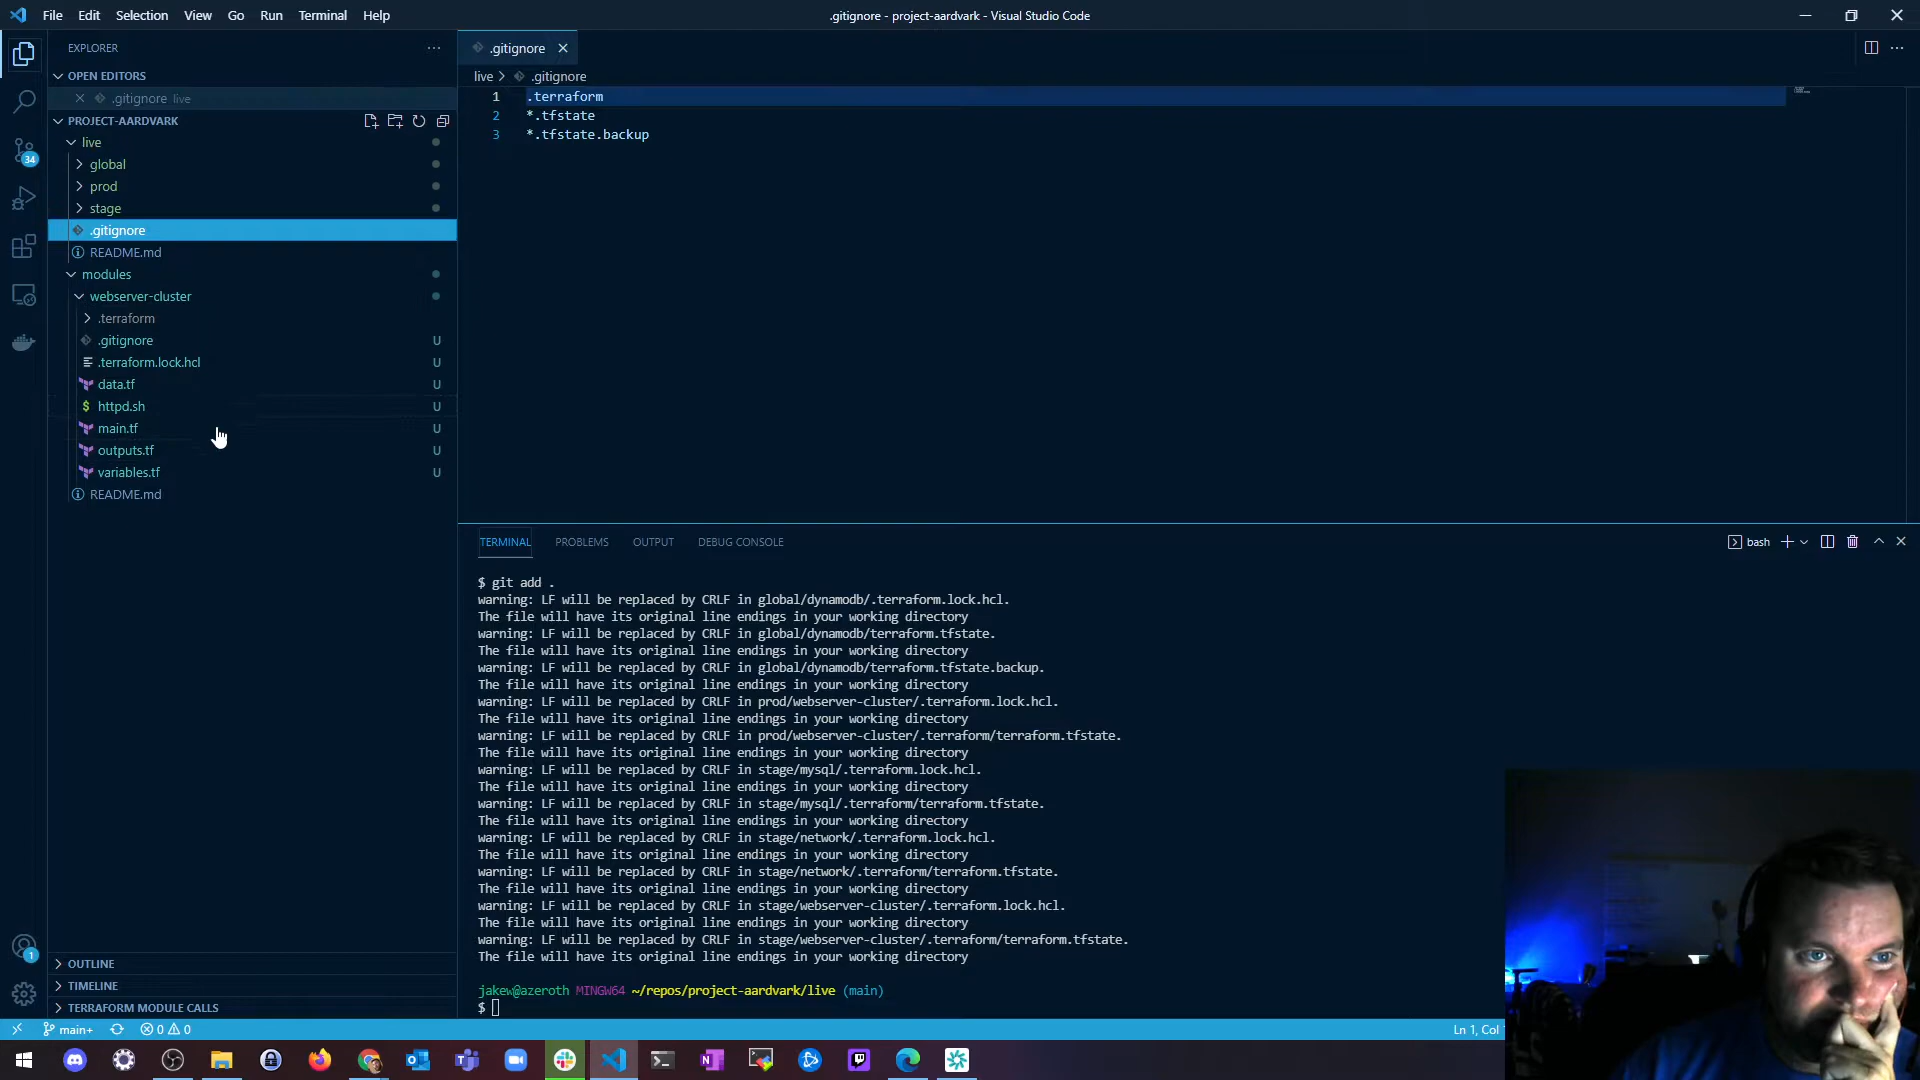 File Edit Selection View Go Run Terminal Help
.gitignore - project-aardvark - Visual Studio Code
EXPLORER
OPEN EDITORS
.gitignore live
PROJECT-AARDVARK
live
global
prod
stage
.gitignore
README.md
modules
webserver-cluster
.terraform
.gitignore U
.terraform.lock.hcl U
data.tf U
httpd.sh U
main.tf U
outputs.tf U
variables.tf U
README.md
34
1
OUTLINE
TIMELINE
TERRAFORM MODULE CALLS
.gitignore
live > .gitignore
1 .terraform
2 *.tfstate
3 *.tfstate.backup
TERMINAL PROBLEMS OUTPUT DEBUG CONSOLE
bash
$ git add .
warning: LF will be replaced by CRLF in global/dynamodb/.terraform.lock.hcl.
The file will have its original line endings in your working directory
warning: LF will be replaced by CRLF in global/dynamodb/terraform.tfstate.
The file will have its original line endings in your working directory
warning: LF will be replaced by CRLF in global/dynamodb/terraform.tfstate.backup.
The file will have its original line endings in your working directory
warning: LF will be replaced by CRLF in prod/webserver-cluster/.terraform.lock.hcl.
The file will have its original line endings in your working directory
warning: LF will be replaced by CRLF in prod/webserver-cluster/.terraform/terraform.tfstate.
The file will have its original line endings in your working directory
warning: LF will be replaced by CRLF in stage/mysql/.terraform.lock.hcl.
The file will have its original line endings in your working directory
warning: LF will be replaced by CRLF in stage/mysql/.terraform/terraform.tfstate.
The file will have its original line endings in your working directory
warning: LF will be replaced by CRLF in stage/network/.terraform.lock.hcl.
The file will have its original line endings in your working directory
warning: LF will be replaced by CRLF in stage/network/.terraform/terraform.tfstate.
The file will have its original line endings in your working directory
warning: LF will be replaced by CRLF in stage/webserver-cluster/.terraform.lock.hcl.
The file will have its original line endings in your working directory
warning: LF will be replaced by CRLF in stage/webserver-cluster/.terraform/terraform.tfstate.
The file will have its original line endings in your working directory
jakew@azeroth MINGW64 ~/repos/project-aardvark/live (main)
$
main+ 0 0
Ln 1, Col